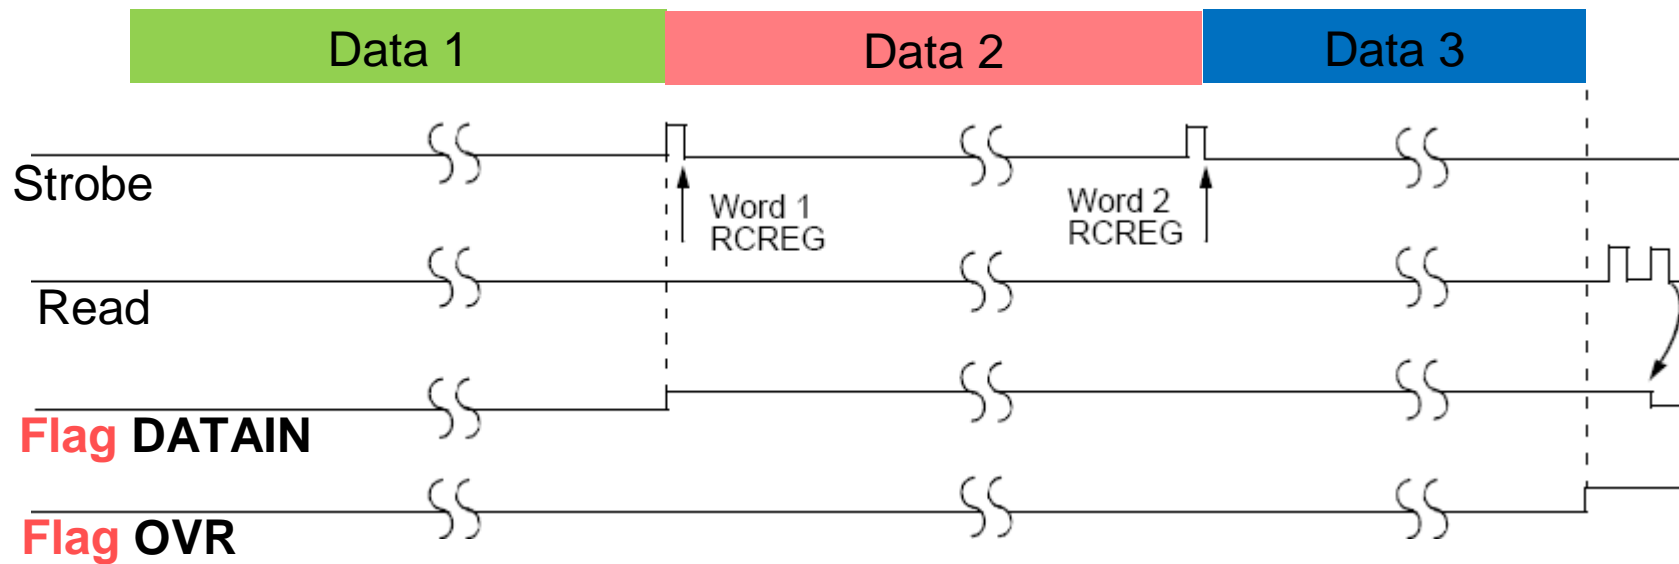 Data 1
Data 2
Data 3
Strobe
Word 1
RCREG
Word 2
RCREG
Read
Flag DATAIN
Flag OVR